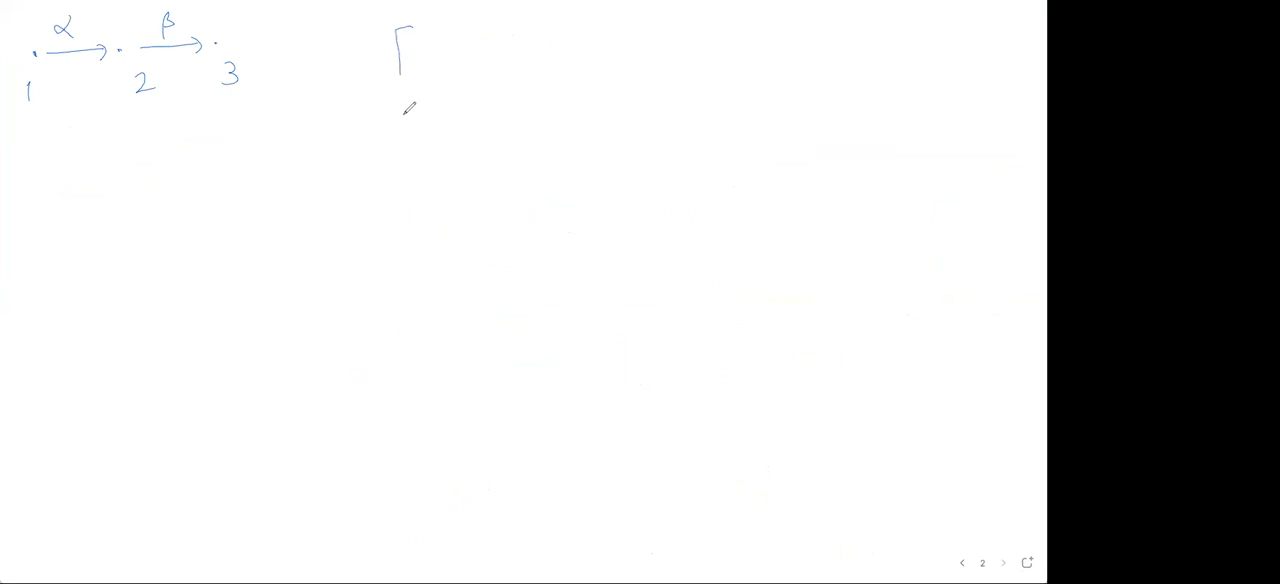 α β
. → . → .
1 2 3
Γ
2